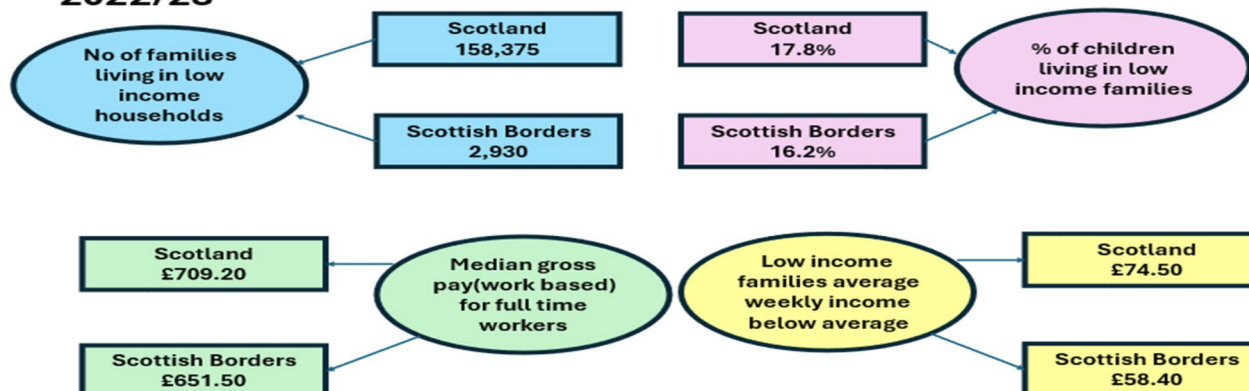 2022/23
No of families
living in low
income
households
Scotland
158,375
Scottish Borders
2,930
Scotland
17.8%
Scottish Borders
16.2%
% of children
living in low
income families
Scotland
£709.20
Scottish Borders
£651.50
Median gross
pay(work based)
for full time
workers
Low income
families average
weekly income
below average
Scotland
£74.50
Scottish Borders
£58.40